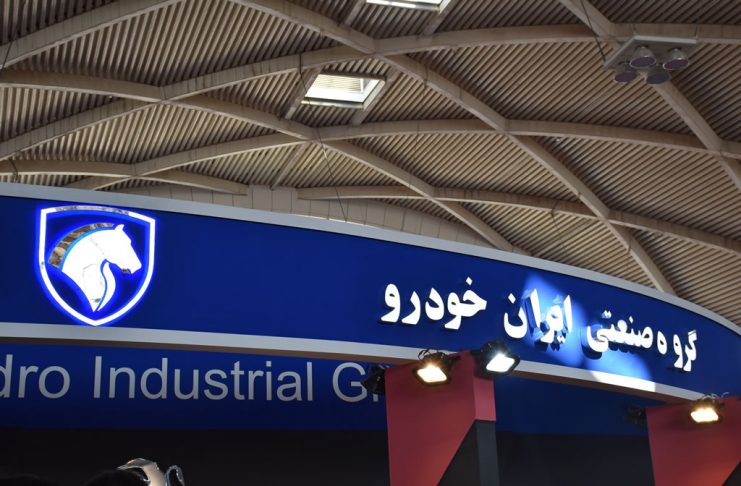 گروه صنعتی ایران خودرو
dro Industrial G